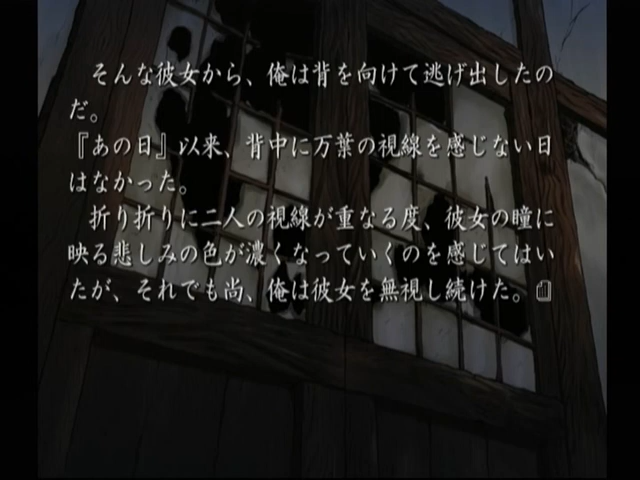 そんな彼女から、俺は背を向けて逃げ出したの
だ。
『あの日』以来、背中に万葉の視線を感じない日
はなかった。
折り折りに二人の視線が重なる度、彼女の瞳に
映る悲しみの色が濃くなっていくのを感じてはい
たが、それでも尚、俺は彼女を無視し続けた。